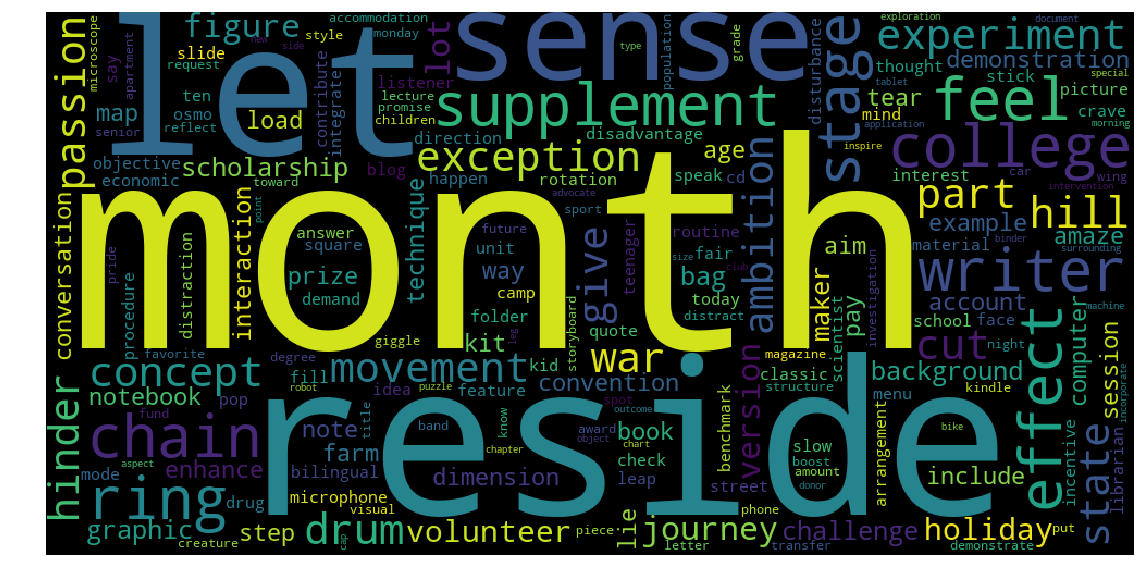 month
let
reside
sense
supplement
stage
feel
college
experiment
demonstration
figure
passion
slide
request
accommodation
style
monday
microscope
say
apartment
new
side
senior
map
ten
osmo
reflect
load
contribute
integrate
lot
listener
lecture
promise
children
type
population
grade
disturbance
exploration
document
thought
tablet
special
stick
picture
tear
mind
crave
application
morning
inspire
objective
economic
scholarship
toward
blog
direction
happen
exception
disadvantage
rotation
speak
age
cd
ambition
interest
car
wing
intervention
part
hill
conversation
pride
procedure
distraction
interaction
point
answer
square
prize
demand
technique
advocate
sport
future
unit
way
camp
folder
give
teenager
routine
size
club
fair
bag
today
distract
aim
maker
pay
investigation
example
material
binder
surrounding
amaze
writer
account
school
face
night
machine
computer
favorite
giggle
kit
kid
storyboard
quote
war
magazine
classic
structure
scientist
cut
background
menu
kindle
incorporate
session
concept
notebook
pop
degree
fill
robot
puzzle
leg
movement
idea
feature
convention
spot
version
effect
hinder
chain
fund
aspect
mode
enhance
note
title
band
know
chapter
outcome
award
object
chart
book
check
benchmark
slow
boost
amount
donor
bike
arrangement
include
incentive
librarian
state
ring
drug
bilingual
farm
microphone
visual
dimension
leap
street
phone
graphic
creature
step
cap
drum
volunteer
piece
lie
journey
letter
transfer
challenge
holiday
demonstrate
put